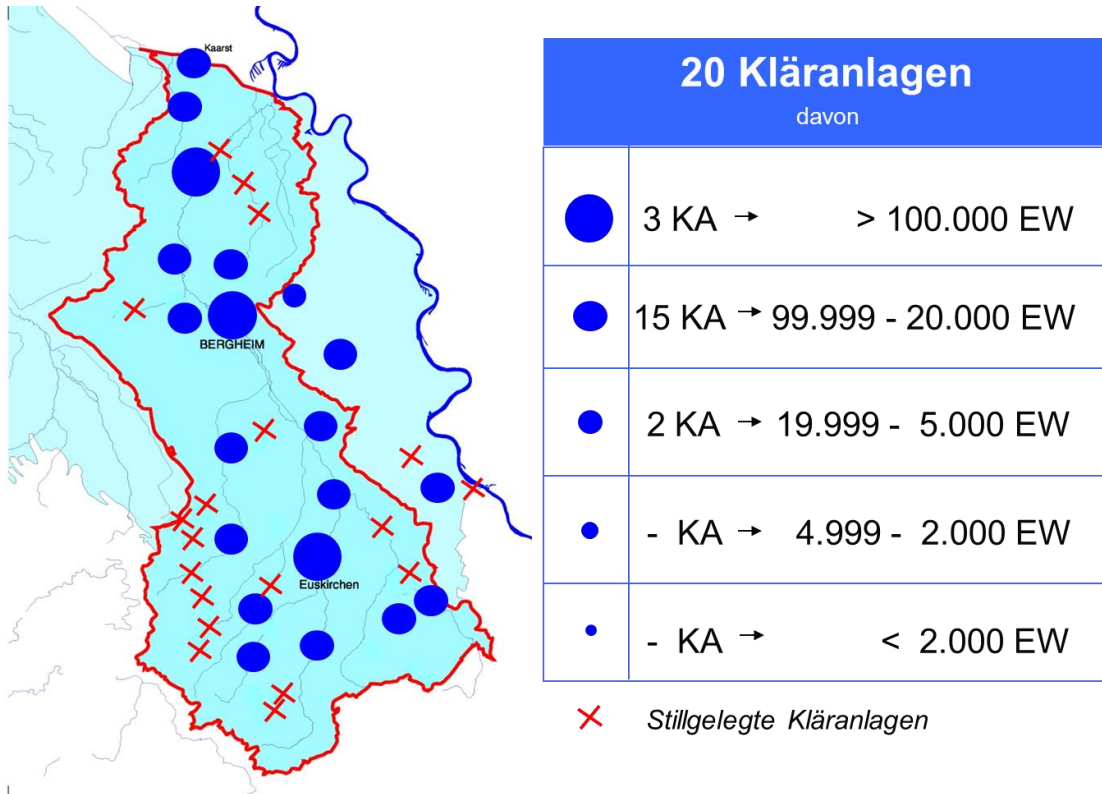 Kaarst
BERGHEIM
Euskirchen
20 Kläranlagen
davon
3 KA → > 100.000 EW
15 KA → 99.999 - 20.000 EW
2 KA → 19.999 - 5.000 EW
- KA → 4.999 - 2.000 EW
- KA → < 2.000 EW
Stillgelegte Kläranlagen